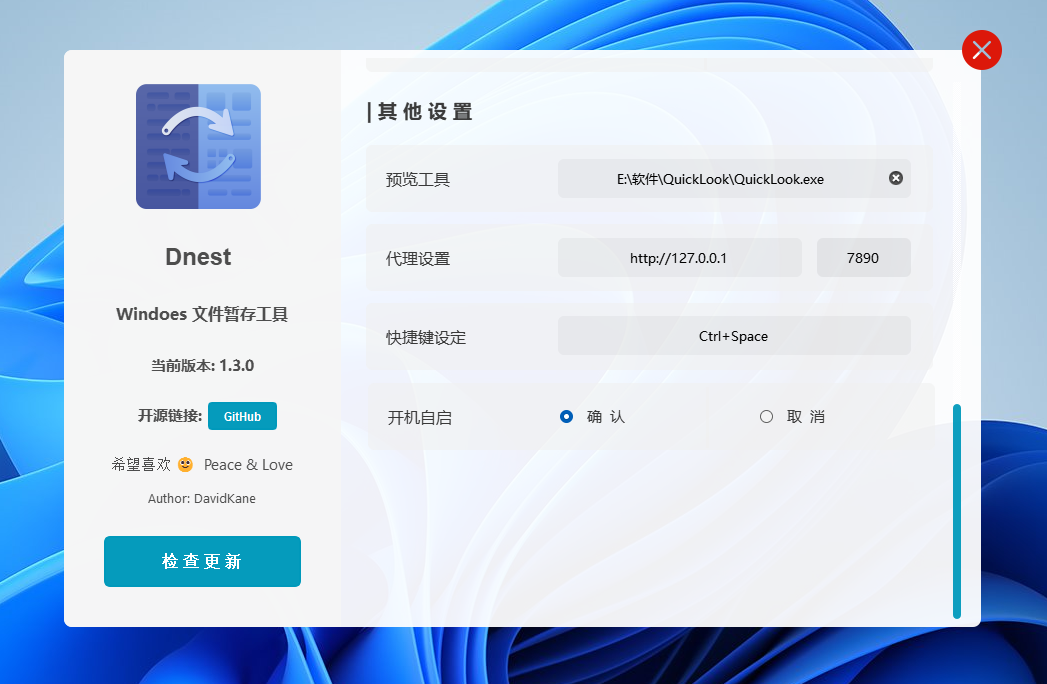 Dnest
Windoes 文件暂存工具
当前版本: 1.3.0
开源链接: GitHub
希望喜欢 🙂 Peace & Love
Author: DavidKane
检查更新
| 其他设置
预览工具 E:\软件\QuickLook\QuickLook.exe
代理设置 http://127.0.0.1 7890
快捷键设定 Ctrl+Space
开机自启 确 认 取 消